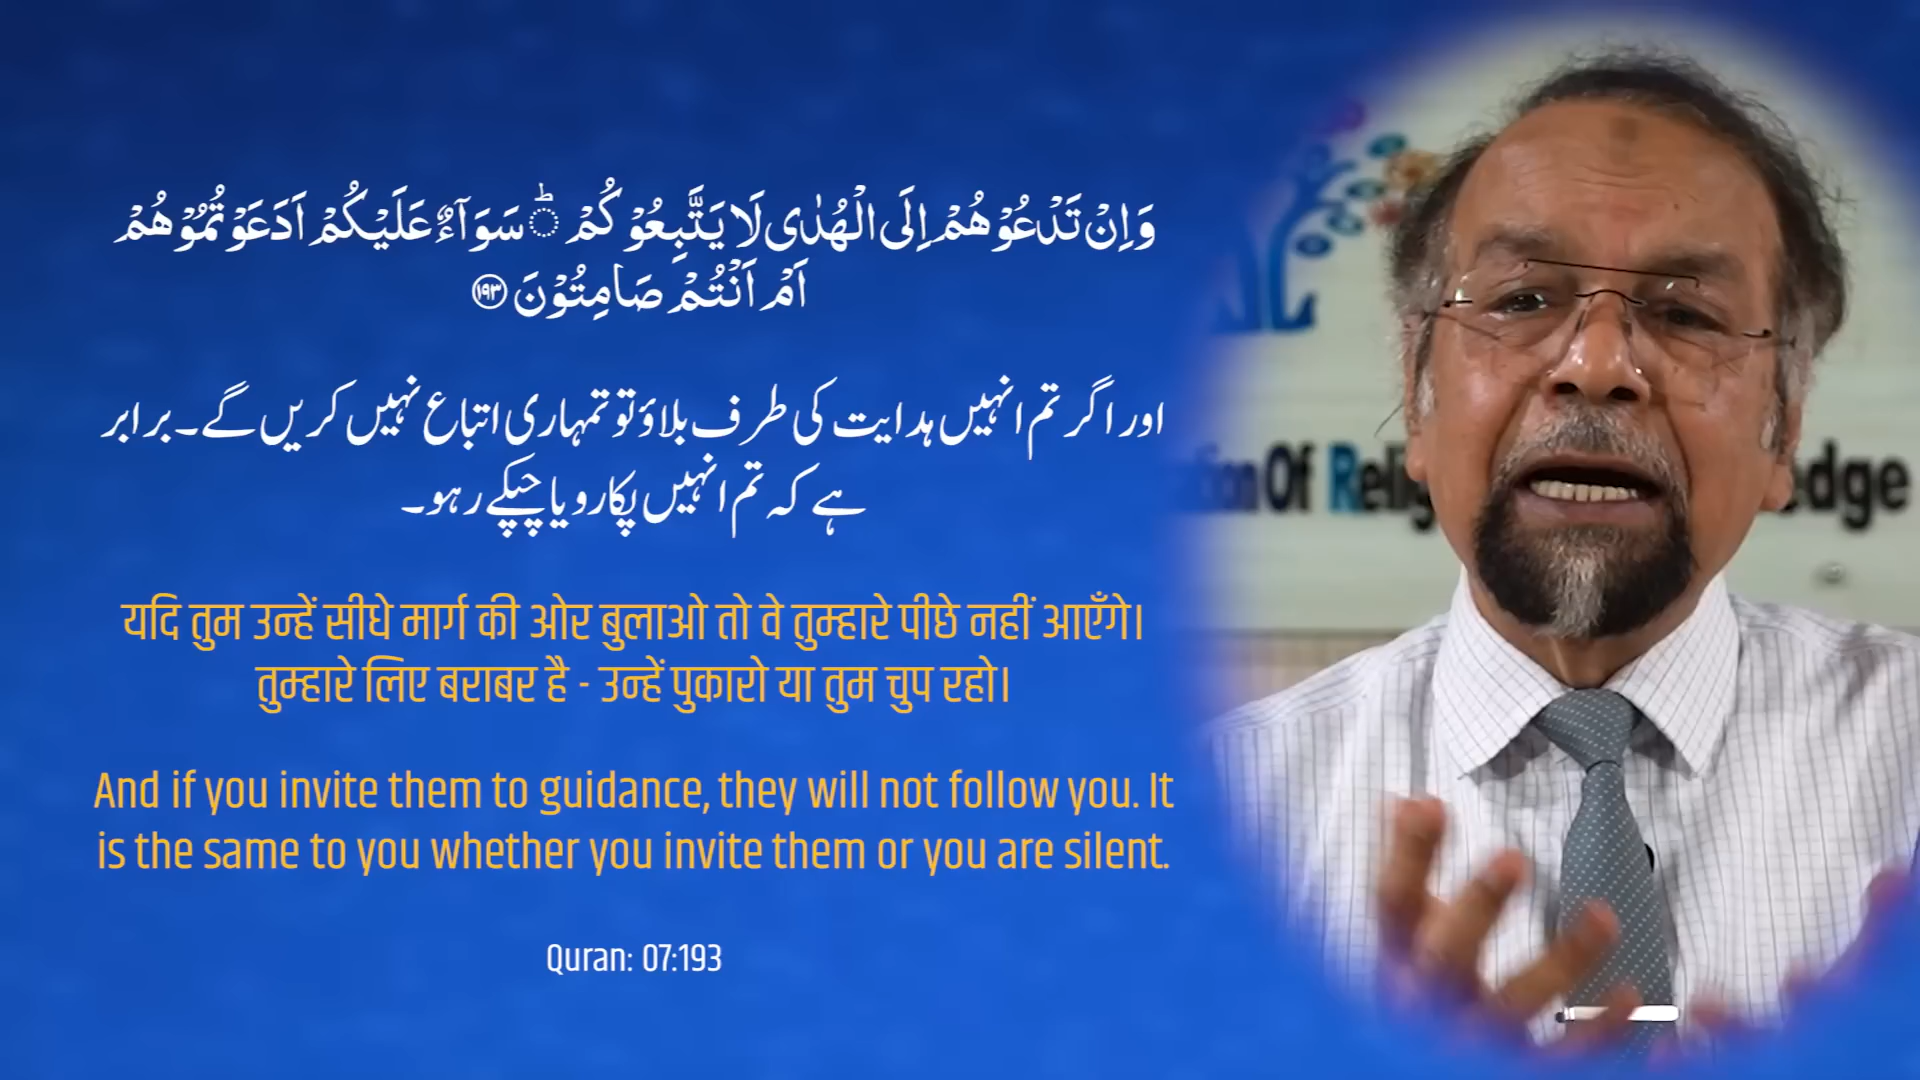 وَاِنْ تَدْعُوْهُمْ اِلَى الْهُدٰى لَا يَتَّبِعُوْكُمْ ؕ سَوَآءٌ عَلَيْكُمْ اَدَعَوْتُمُوْهُمْ
اَمْ اَنْتُمْ صَامِتُوْنَ ۝۱۹۳
اور اگر تم انہیں ہدایت کی طرف بلاؤ تو تمہاری اتباع نہیں کریں گے۔ برابر
ہے کہ تم انہیں پکارو یا چپکے رہو۔
यदि तुम उन्हें सीधे मार्ग की ओर बुलाओ तो वे तुम्हारे पीछे नहीं आएँगे।
तुम्हारे लिए बराबर है - उन्हें पुकारो या तुम चुप रहो।
And if you invite them to guidance, they will not follow you. It
is the same to you whether you invite them or you are silent.
Quran: 07:193
Of